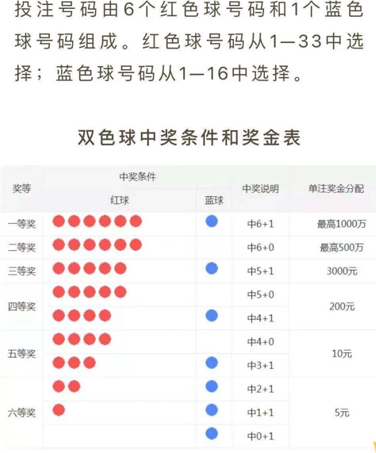 投注号码由6个红色球号码和1个蓝色
球号码组成。红色球号码从1—33中选
择；蓝色球号码从1—16中选择。
双色球中奖条件和奖金表
奖等 中奖条件 中奖说明 单注奖金分配
红球 蓝球
一等奖 中6+1 最高1000万
二等奖 中6+0 最高500万
三等奖 中5+1 3000元
四等奖 中5+0 200元
中4+1
五等奖 中4+0 10元
中3+1
六等奖 中2+1 5元
中1+1
中0+1